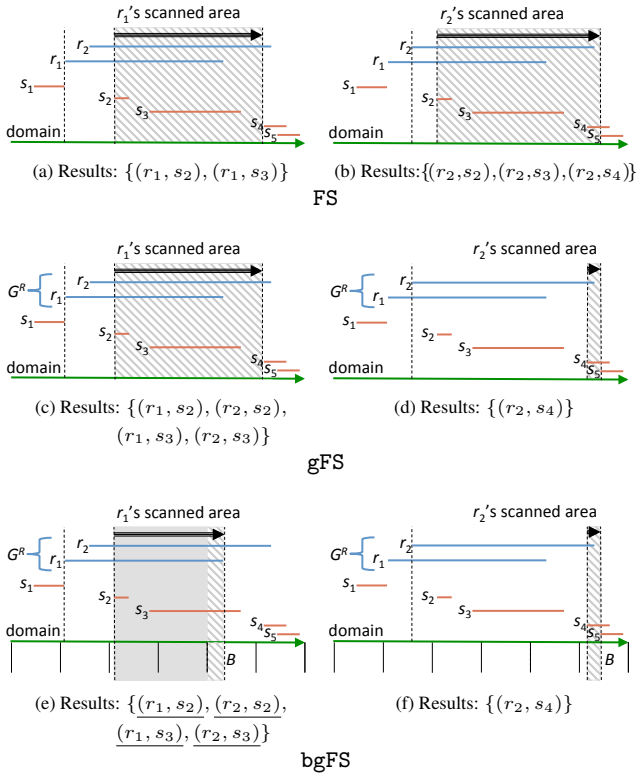 r1's scanned area
r2
r1
s1
s2
s3
s4
s5
domain
(a) Results: {(r1, s2), (r1, s3)}
r2's scanned area
r2
r1
s1
s2
s3
s4
s5
domain
(b) Results:{(r2,s2),(r2,s3),(r2,s4)}
FS
r1's scanned area
G^R
r2
r1
s1
s2
s3
s4
s5
domain
(c) Results: {(r1, s2), (r2, s2),
(r1, s3), (r2, s3)}
r2's scanned area
G^R
r2
r1
s1
s2
s3
s4
s5
domain
(d) Results: {(r2, s4)}
gFS
r1's scanned area
G^R
r2
r1
s1
s2
s3
s4
s5
domain
B
(e) Results: {(r1, s2), (r2, s2),
(r1, s3), (r2, s3)}
r2's scanned area
G^R
r2
r1
s1
s2
s3
s4
s5
domain
B
(f) Results: {(r2, s4)}
bgFS